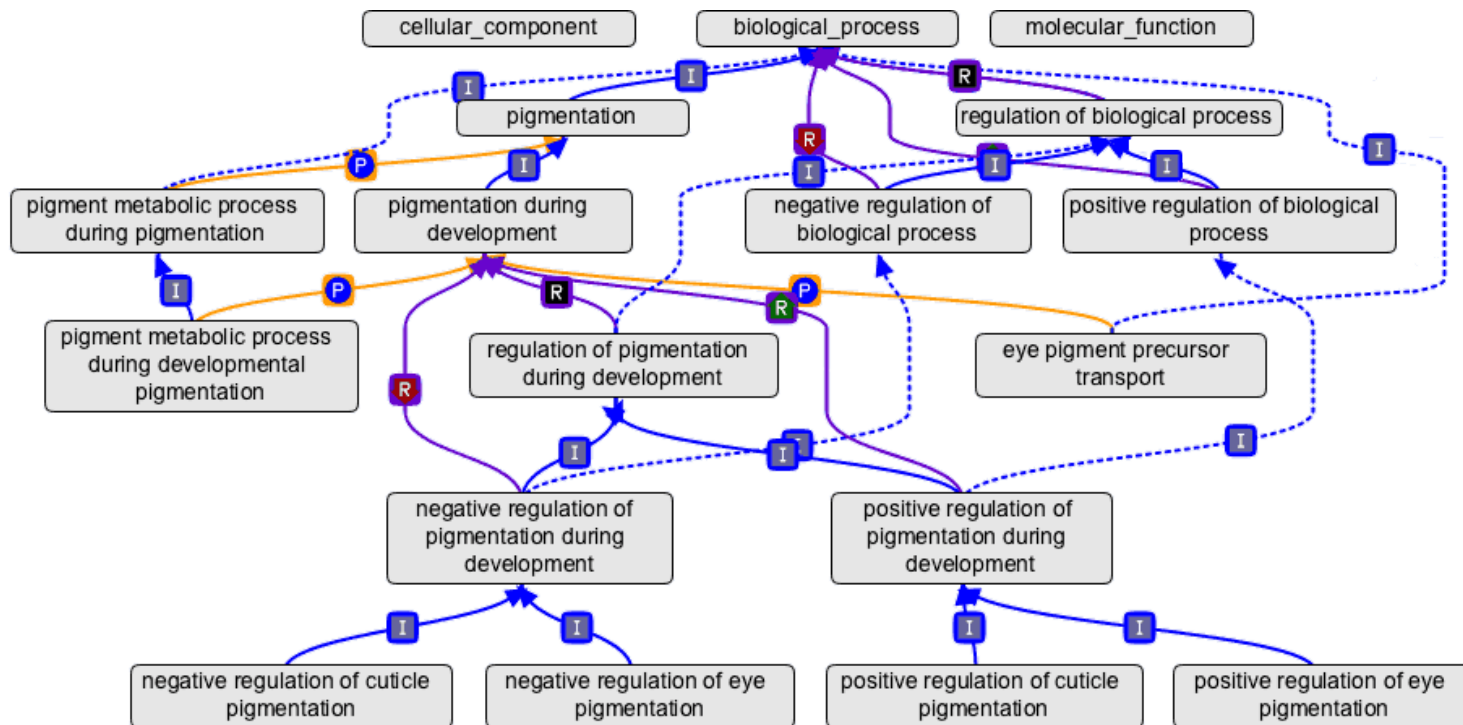 cellular_component
biological_process
molecular_function
I
I
R
pigmentation
regulation of biological process
P
I
R
I
I
I
I
pigment metabolic process
during pigmentation
pigmentation during
development
negative regulation of
biological process
positive regulation of biological
process
I
P
R
R
P
pigment metabolic process
during developmental
pigmentation
regulation of pigmentation
during development
eye pigment precursor
transport
R
I
I
I
negative regulation of
pigmentation during
development
positive regulation of
pigmentation during
development
I
I
I
I
negative regulation of cuticle
pigmentation
negative regulation of eye
pigmentation
positive regulation of cuticle
pigmentation
positive regulation of eye
pigmentation